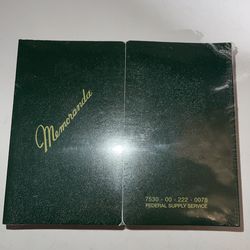 Memoranda
7530 - 00 - 222 - 0078
FEDERAL SUPPLY SERVICE